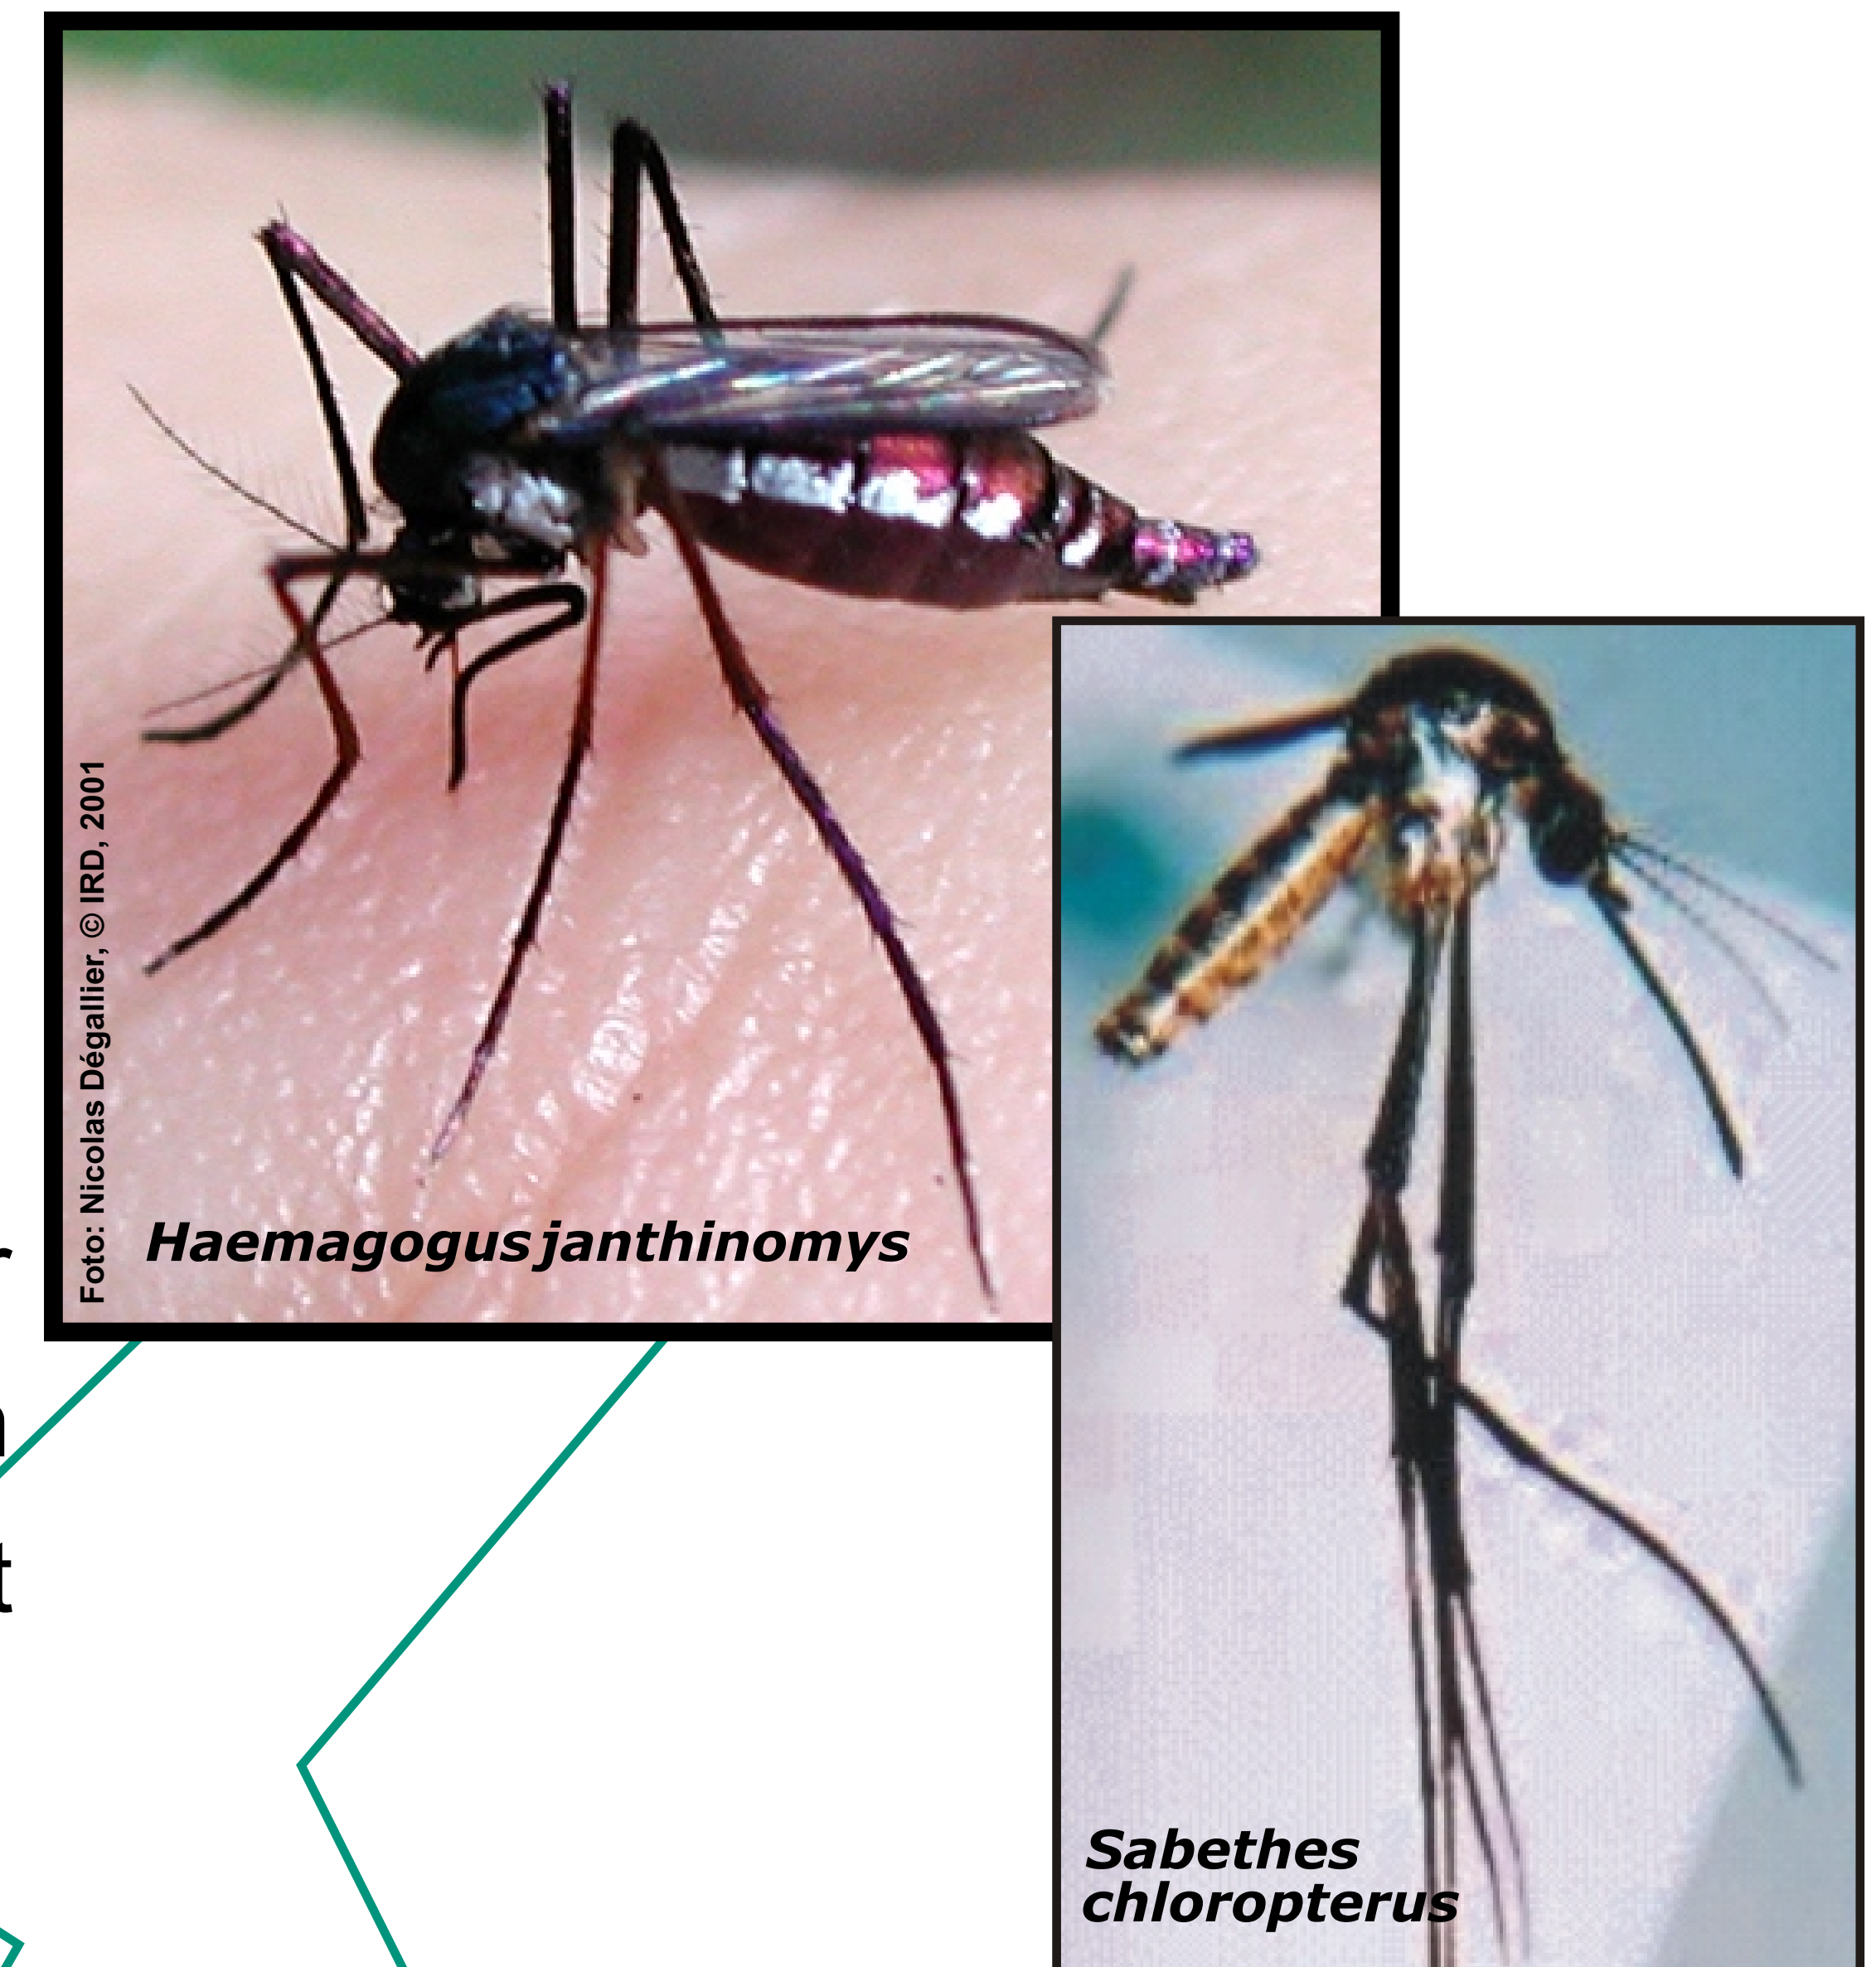 Foto: Nicolas Dégallier, © IRD, 2001
Haemagogus janthinomys
Sabethes
chloropterus
r
t